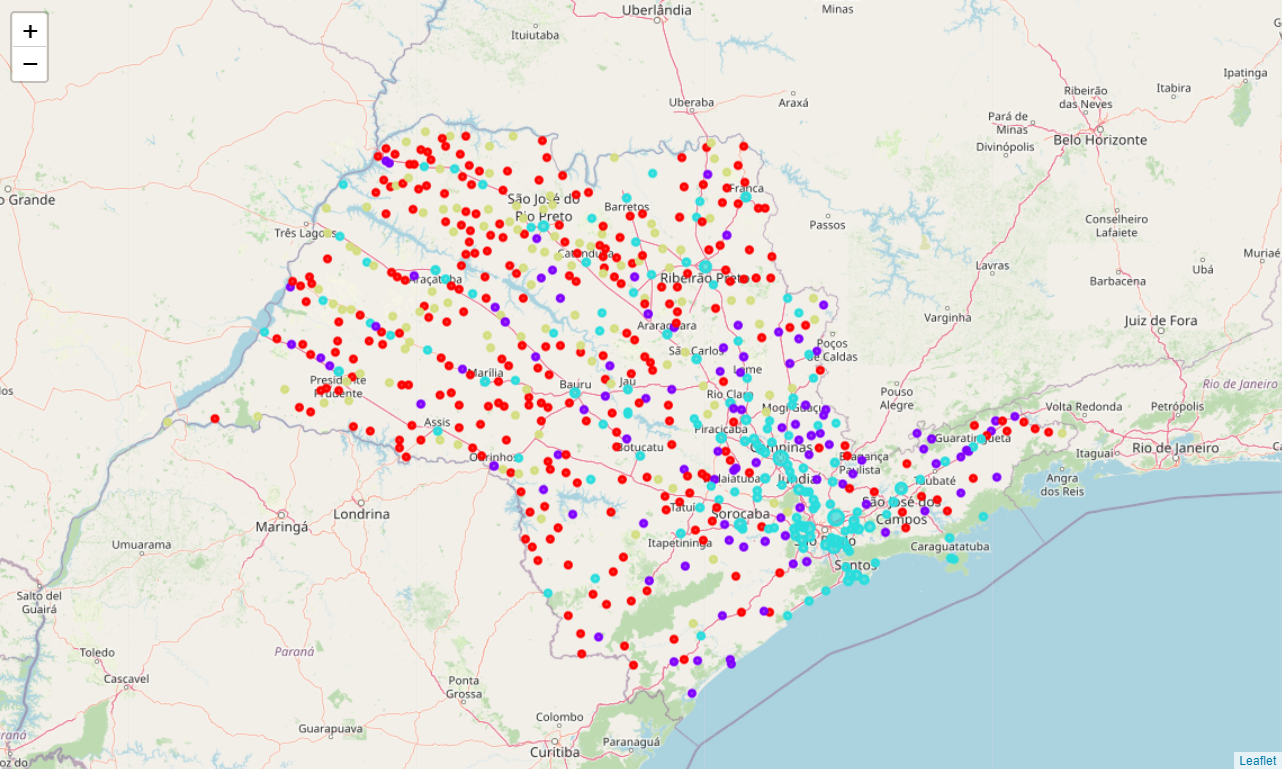 +
−
Uberlândia
Minas
Ituiutaba
Ipatinga
Uberaba
Araxá
Ribeirão
das Neves
Itabira
Pará de
Minas
Belo Horizonte
Divinópolis
o Grande
Franca
São José do
Rio Preto
Barretos
Passos
Conselheiro
Lafaiete
Três Lagoas
Muriaé
Catanduva
Lavras
Ubá
Araçatuba
Ribeirão Preto
Barbacena
Varginha
Juiz de Fora
Araraquara
Poços
de Caldas
São Carlos
Leme
Presidente
Prudente
Marília
Bauru
Jaú
Rio Claro
Pouso
Alegre
Rio de Janeiro
Mogi Guaçu
Volta Redonda
Petrópolis
Assis
Piracicaba
Guaratinguetá
Ourinhos
Botucatu
Campinas
Bragança
Paulista
Itaguaí
Rio de Janeiro
Indaiatuba
Jundiaí
Taubaté
Angra
dos Reis
Londrina
Maringá
Tatuí
Sorocaba
São José dos
Campos
Umuarama
Itapetininga
São Paulo
Caraguatatuba
Santos
Salto del
Guairá
Toledo
Paraná
Cascavel
Ponta
Grossa
Guarapuava
Colombo
Curitiba
Paranaguá
Leaflet